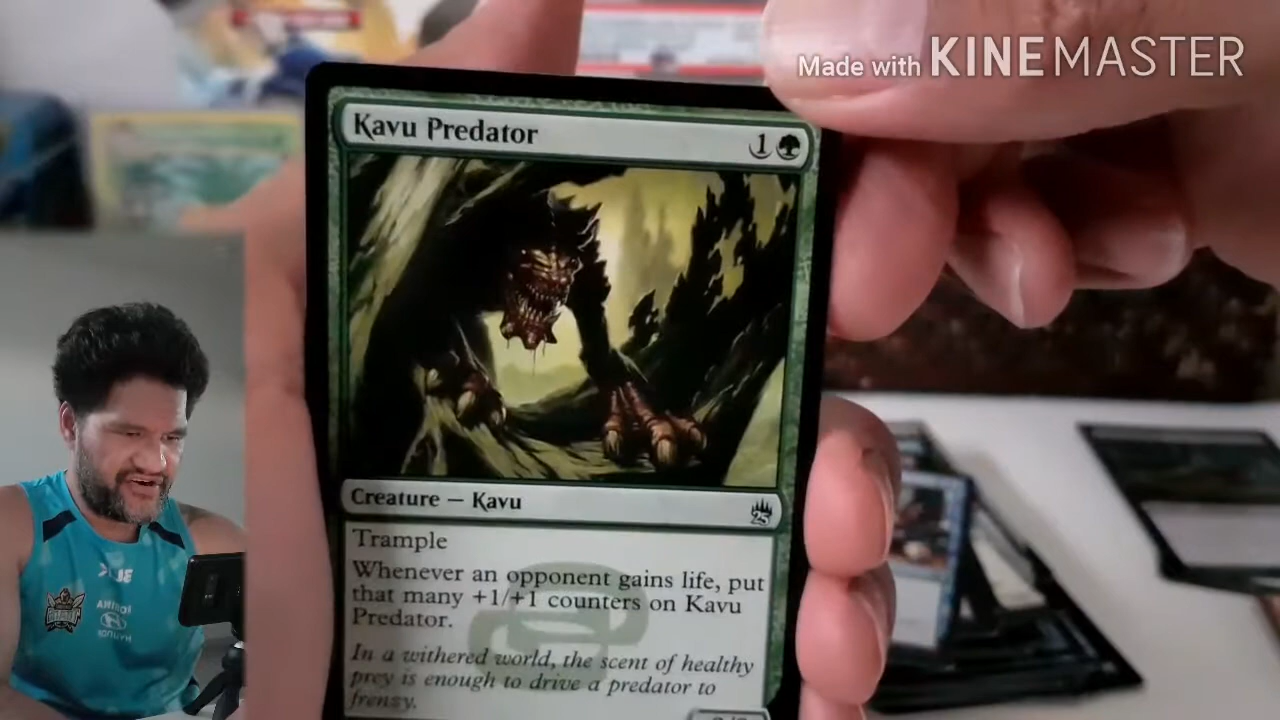 Made with KINEMASTER
Kavu Predator 1
Creature — Kavu
25
Trample
Whenever an opponent gains life, put
that many +1/+1 counters on Kavu
Predator.
In a withered world, the scent of healthy
prey is enough to drive a predator to
frenzy.